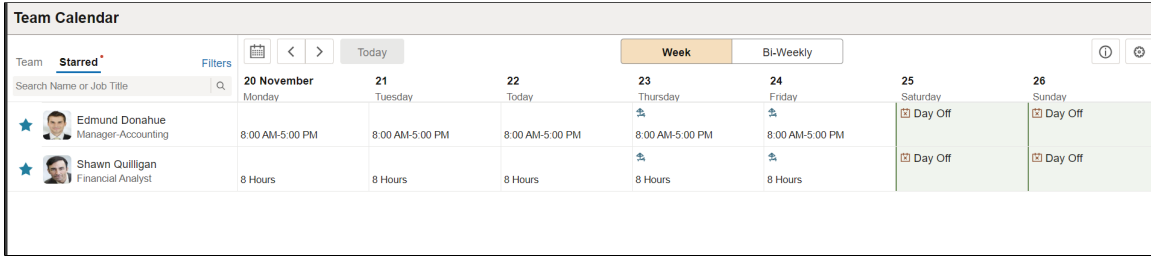 Team Calendar
Team Starred* Filters
Today
Week Bi-Weekly
Search Name or Job Title
20 November 21 22 23 24 25 26
Monday Tuesday Today Thursday Friday Saturday Sunday
Edmund Donahue
Manager-Accounting
8:00 AM-5:00 PM 8:00 AM-5:00 PM 8:00 AM-5:00 PM 8:00 AM-5:00 PM 8:00 AM-5:00 PM Day Off Day Off
Shawn Quilligan
Financial Analyst
8 Hours 8 Hours 8 Hours 8 Hours 8 Hours Day Off Day Off